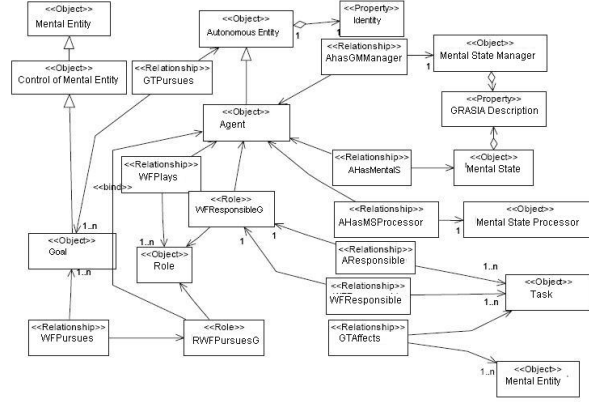 <<Object>>
Mental Entity
<<Object>>
Autonomous Entity
1
1
<<Property>>
Identity
<<Object>>
Control of Mental Entity
<<Relationship>>
GTPursues
<<Relationship>>
AhasGMManager
1
<<Object>>
Mental State Manager
<<Property>>
GRASIA Description
<<Object>>
Agent
<<Relationship>>
WFPlays
<<bind>>
<<Relationship>>
AHasMentalS
<<Object>>
Mental State
<<Role>>
WFResponsibleG
1
1
<<Relationship>>
AHasMSProcessor
1
<<Object>>
Mental State Processor
1..n
<<Object>>
Goal
1..n
1..n
<<Object>>
Role
<<Relationship>>
AResponsible
1..n
WFResponsible
1..n
<<Object>>
Task
<<Relationship>>
WFPursues
<<Role>>
RWFPursuesG
<<Relationship>>
GTAffects
1..n
<<Object>>
Mental Entity